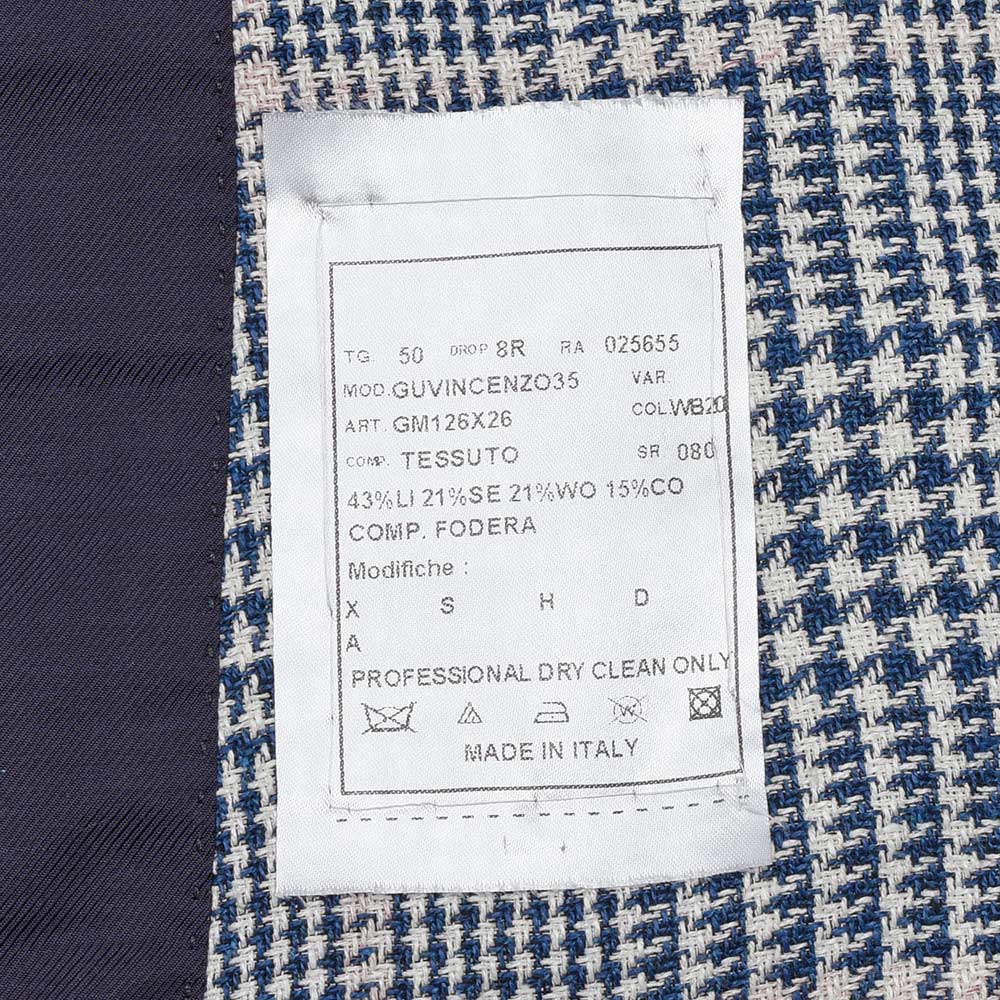 TG. 50 DROP 8R RA 025655
MOD.GUVINCENZO35 VAR.
ART. GM126X26 COL.WB20
COMP. TESSUTO SR 080
43%LI 21%SE 21%WO 15%CO
COMP. FODERA
Modifiche :
X S H D
A
PROFESSIONAL DRY CLEAN ONLY
W
MADE IN ITALY